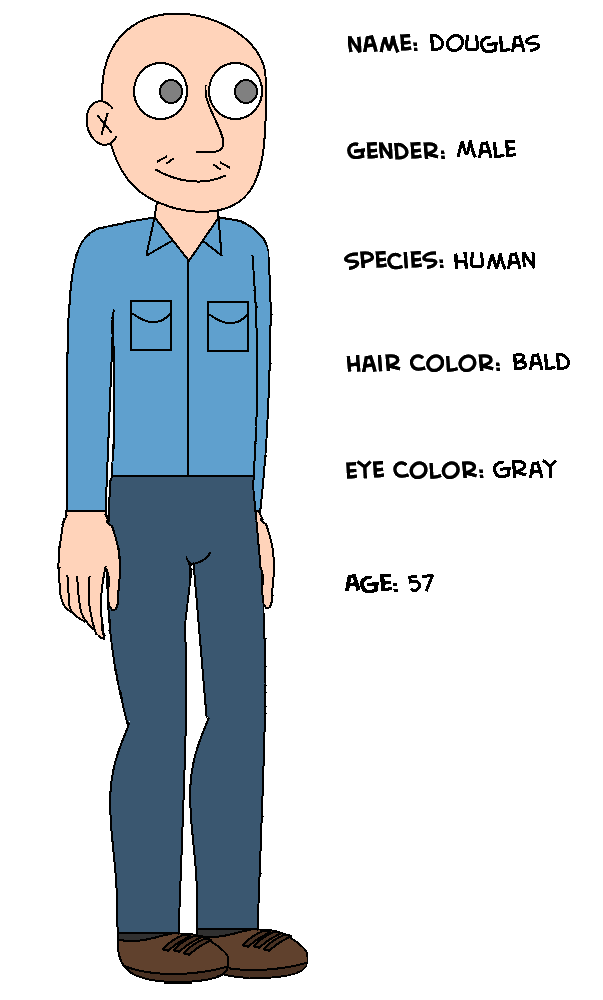 NAME: DOUGLAS
GENDER: MALE
SPECIES: HUMAN
HAIR COLOR: BALD
EYE COLOR: GRAY
AGE: 57